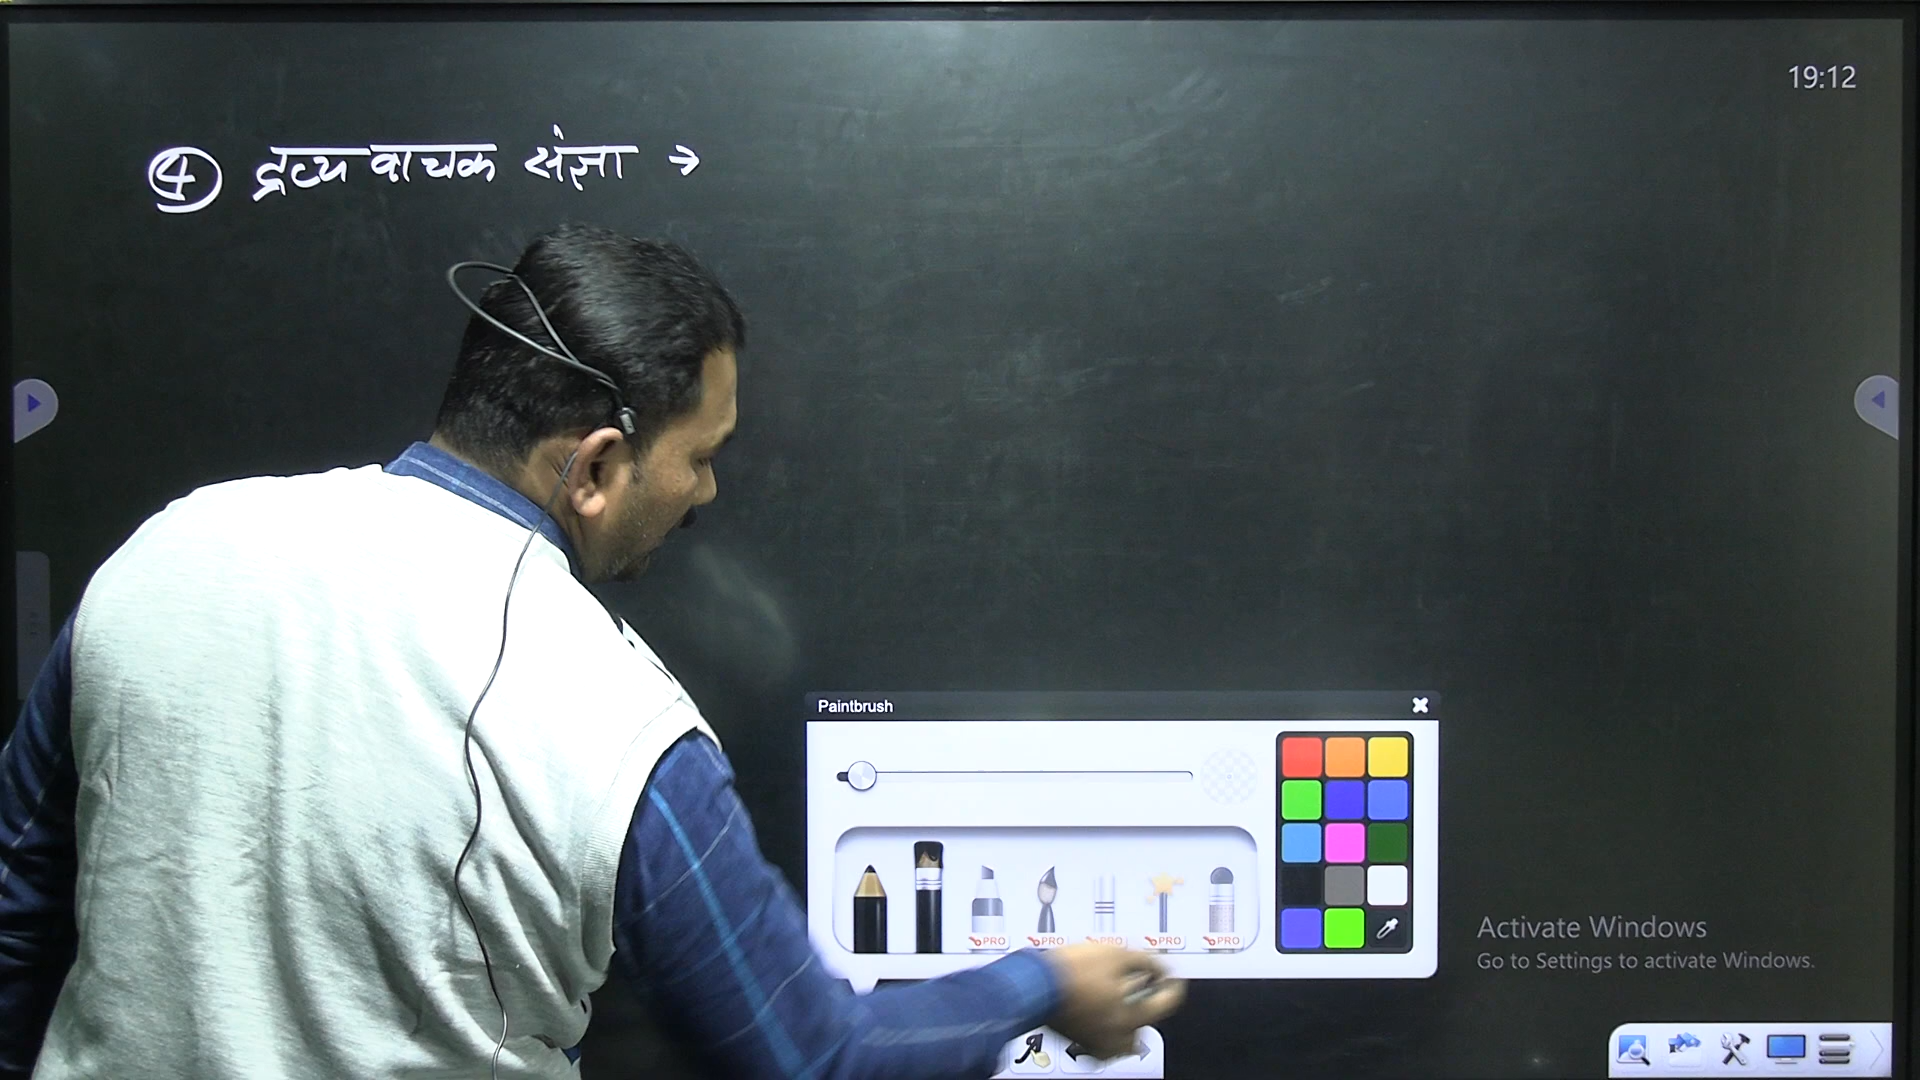 19:12
④ द्रव्य वाचक संज्ञा →
Paintbrush
PRO PRO PRO PRO PRO
Activate Windows
Go to Settings to activate Windows.